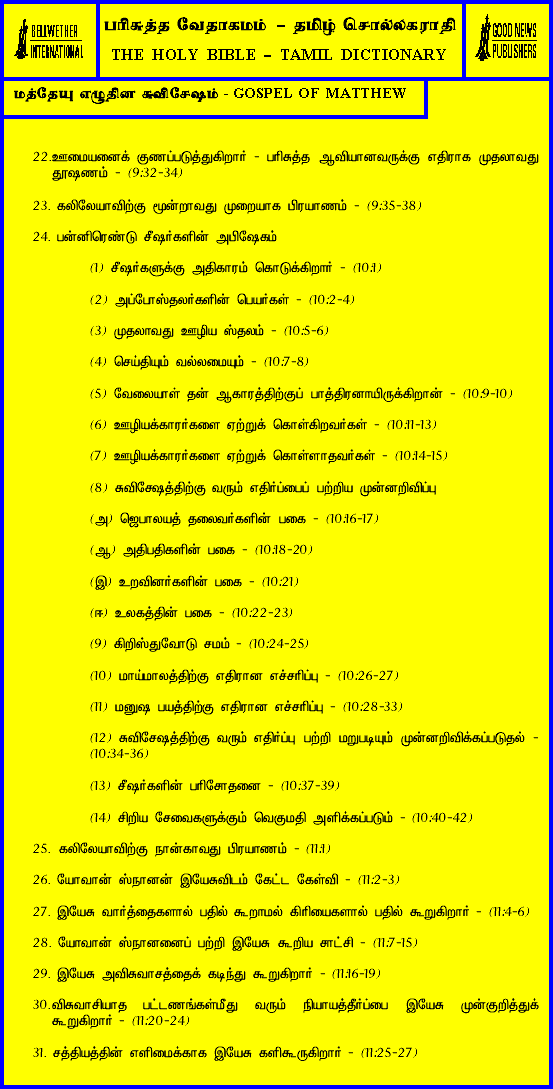 BELLWETHER
INTERNATIONAL
பரிசுத்த வேதாகமம் - தமிழ் சொல்லகராதி
THE HOLY BIBLE - TAMIL DICTIONARY
GOOD NEWS
PUBLISHERS
மத்தேயு எழுதின சுவிசேஷம் - GOSPEL OF MATTHEW
22.ஊமையனைக் குணப்படுத்துகிறார் - பரிசுத்த ஆவியானவருக்கு எதிராக முதலாவது
தூஷணம் - (9:32-34)
23. கலிலேயாவிற்கு மூன்றாவது முறையாக பிரயாணம் - (9:35-38)
24. பன்னிரெண்டு சீஷர்களின் அபிஷேகம்
(1) சீஷர்களுக்கு அதிகாரம் கொடுக்கிறார் - (10:1)
(2) அப்போஸ்தலர்களின் பெயர்கள் - (10:2-4)
(3) முதலாவது ஊழிய ஸ்தலம் - (10:5-6)
(4) செய்தியும் வல்லமையும் - (10:7-8)
(5) வேலையாள் தன் ஆகாரத்திற்குப் பாத்திரனாயிருக்கிறான் - (10:9-10)
(6) ஊழியக்காரர்களை ஏற்றுக் கொள்கிறவர்கள் - (10:11-13)
(7) ஊழியக்காரர்களை ஏற்றுக் கொள்ளாதவர்கள் - (10:14-15)
(8) சுவிசேஷத்திற்கு வரும் எதிர்ப்பைப் பற்றிய முன்னறிவிப்பு
(அ) ஜெபாலயத் தலைவர்களின் பகை - (10:16-17)
(ஆ) அதிபதிகளின் பகை - (10:18-20)
(இ) உறவினர்களின் பகை - (10:21)
(ஈ) உலகத்தின் பகை - (10:22-23)
(9) கிறிஸ்துவோடு சமம் - (10:24-25)
(10) மாய்மாலத்திற்கு எதிரான எச்சரிப்பு - (10:26-27)
(11) மனுஷ பயத்திற்கு எதிரான எச்சரிப்பு - (10:28-33)
(12) சுவிசேஷத்திற்கு வரும் எதிர்ப்பு பற்றி மறுபடியும் முன்னறிவிக்கப்படுதல் -
(10:34-36)
(13) சீஷர்களின் பரிசோதனை - (10:37-39)
(14) சிறிய சேவைகளுக்கும் வெகுமதி அளிக்கப்படும் - (10:40-42)
25. கலிலேயாவிற்கு நான்காவது பிரயாணம் - (11:1)
26. யோவான் ஸ்நானன் இயேசுவிடம் கேட்ட கேள்வி - (11:2-3)
27. இயேசு வார்த்தைகளால் பதில் கூறாமல் கிரியைகளால் பதில் கூறுகிறார் - (11:4-6)
28. யோவான் ஸ்நானனைப் பற்றி இயேசு கூறிய சாட்சி - (11:7-15)
29. இயேசு அவிசுவாசத்தைக் கடிந்து கூறுகிறார் - (11:16-19)
30.விசுவாசியாத பட்டணங்கள்மீது வரும் நியாயத்தீர்ப்பை இயேசு முன்குறித்துக்
கூறுகிறார் - (11:20-24)
31. சத்தியத்தின் எளிமைக்காக இயேசு களிகூருகிறார் - (11:25-27)